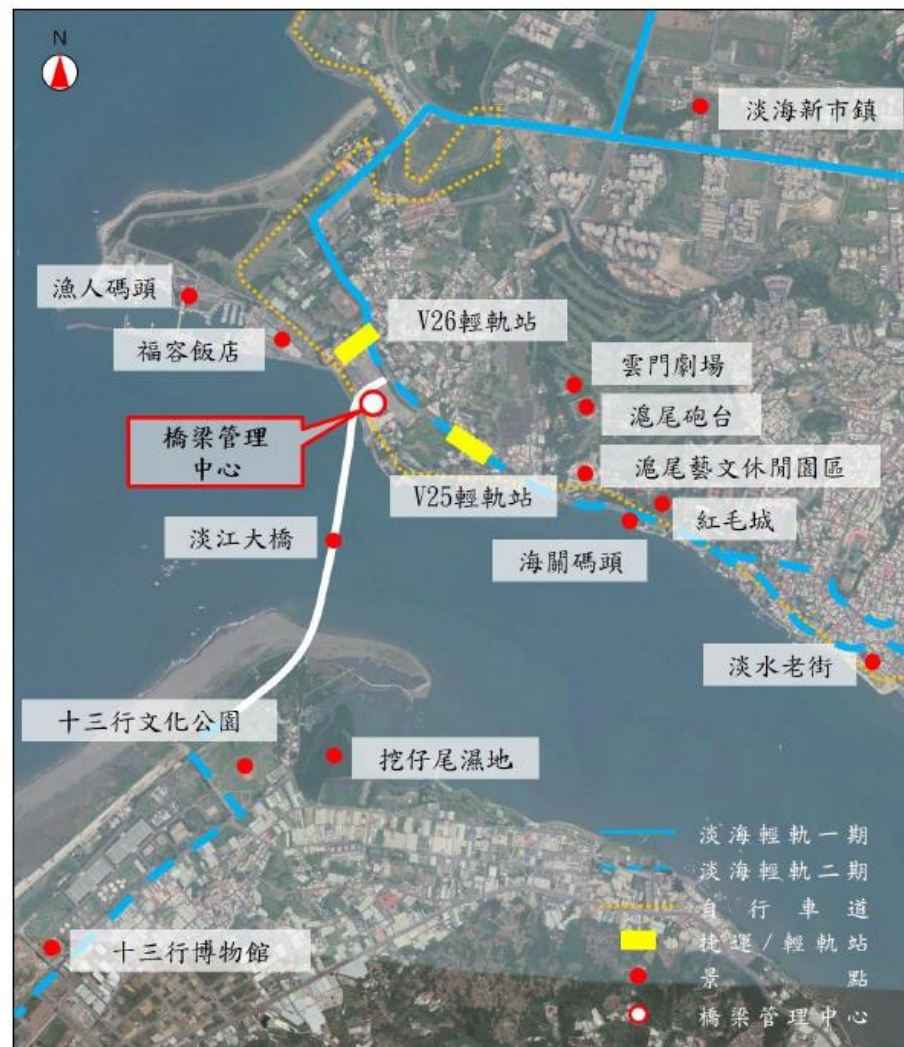 N
淡海新市鎮
漁人碼頭
V26輕軌站
福容飯店
雲門劇場
滬尾砲台
橋梁管理
中心
滬尾藝文休閒園區
V25輕軌站
紅毛城
淡江大橋
海關碼頭
淡水老街
十三行文化公園
挖仔尾濕地
淡海輕軌一期
淡海輕軌二期
自行車道
捷運/輕軌站
景點
橋梁管理中心
十三行博物館